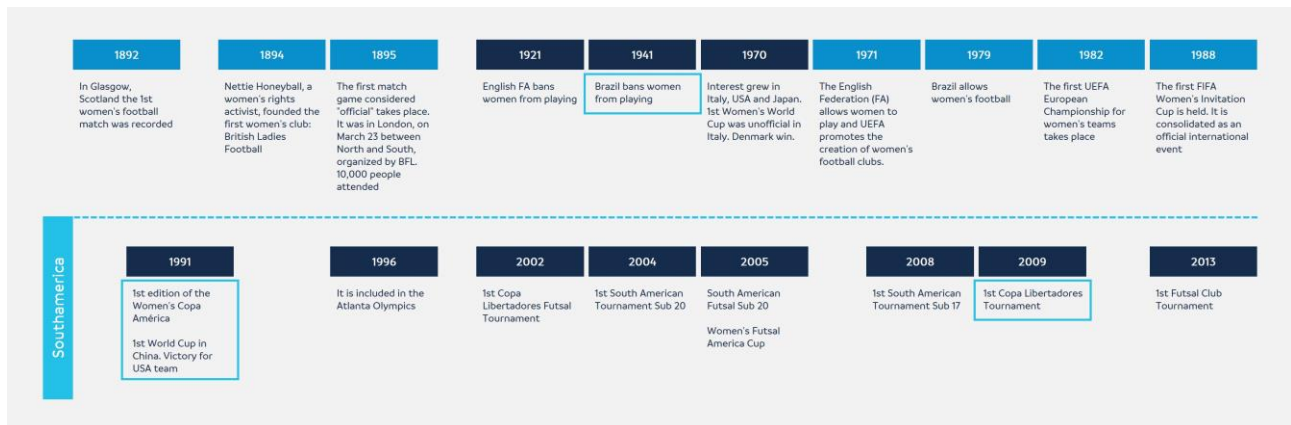 1892
In Glasgow,
Scotland the 1st
women's football
match was recorded
1894
Nettie Honeyball, a
women's rights
activist, founded the
first women's club:
British Ladies
Football
1895
The first match
game considered
"official" takes place.
It was in London, on
March 23 between
North and South,
organized by BFL.
10,000 people
attended
1921
English FA bans
women from playing
1941
Brazil bans women
from playing
1970
Interest grew in
Italy, USA and Japan.
1st Women's World
Cup was unofficial in
Italy. Denmark win.
1971
The English
Federation (FA)
allows women to
play and UEFA
promotes the
creation of women's
football clubs.
1979
Brazil allows
women's football
1982
The first UEFA
European
Championship for
women's teams
takes place
1988
The first FIFA
Women's Invitation
Cup is held. It is
consolidated as an
official international
event
Southamerica
1991
1st edition of the
Women's Copa
América
1st World Cup in
China. Victory for
USA team
1996
It is included in the
Atlanta Olympics
2002
1st Copa
Libertadores Futsal
Tournament
2004
1st South American
Tournament Sub 20
2005
South American
Futsal Sub 20
Women's Futsal
America Cup
2008
1st South American
Tournament Sub 17
2009
1st Copa Libertadores
Tournament
2013
1st Futsal Club
Tournament